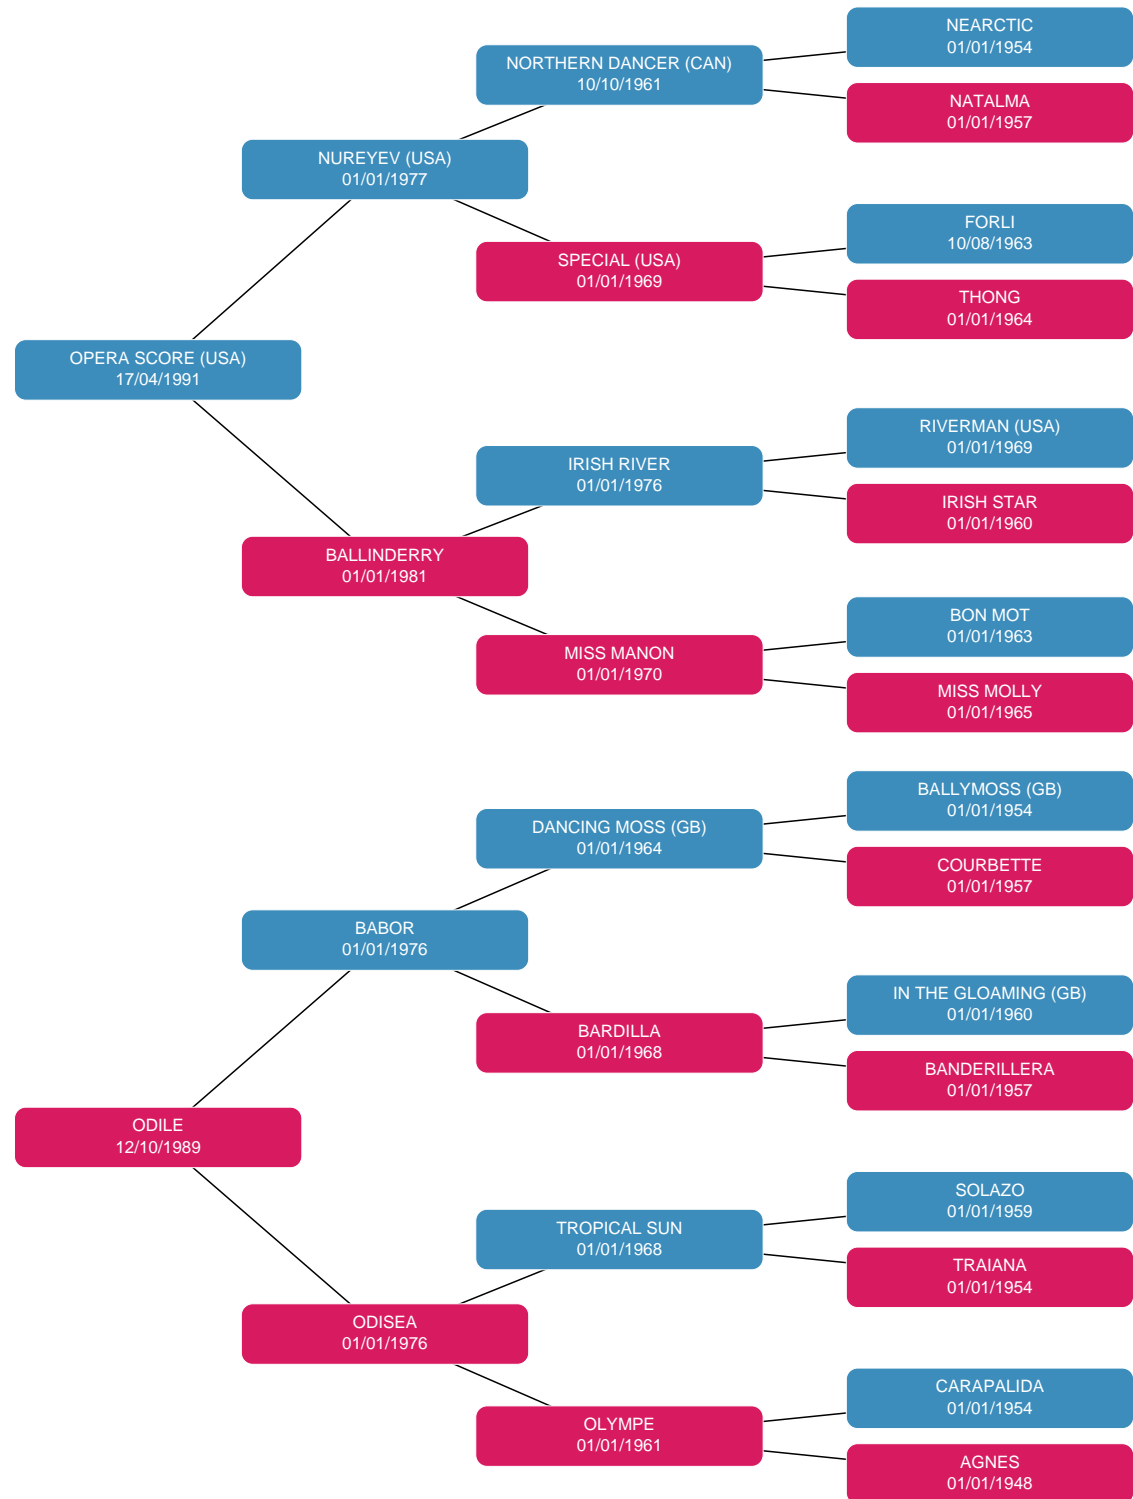 NEARCTIC
01/01/1954
NORTHERN DANCER (CAN)
10/10/1961
NATALMA
01/01/1957
NUREYEV (USA)
01/01/1977
FORLI
10/08/1963
SPECIAL (USA)
01/01/1969
THONG
01/01/1964
OPERA SCORE (USA)
17/04/1991
RIVERMAN (USA)
01/01/1969
IRISH RIVER
01/01/1976
IRISH STAR
01/01/1960
BALLINDERRY
01/01/1981
BON MOT
01/01/1963
MISS MANON
01/01/1970
MISS MOLLY
01/01/1965
BALLYMOSS (GB)
01/01/1954
DANCING MOSS (GB)
01/01/1964
COURBETTE
01/01/1957
BABOR
01/01/1976
IN THE GLOAMING (GB)
01/01/1960
BARDILLA
01/01/1968
BANDERILLERA
01/01/1957
ODILE
12/10/1989
SOLAZO
01/01/1959
TROPICAL SUN
01/01/1968
TRAIANA
01/01/1954
ODISEA
01/01/1976
CARAPALIDA
01/01/1954
OLYMPE
01/01/1961
AGNES
01/01/1948